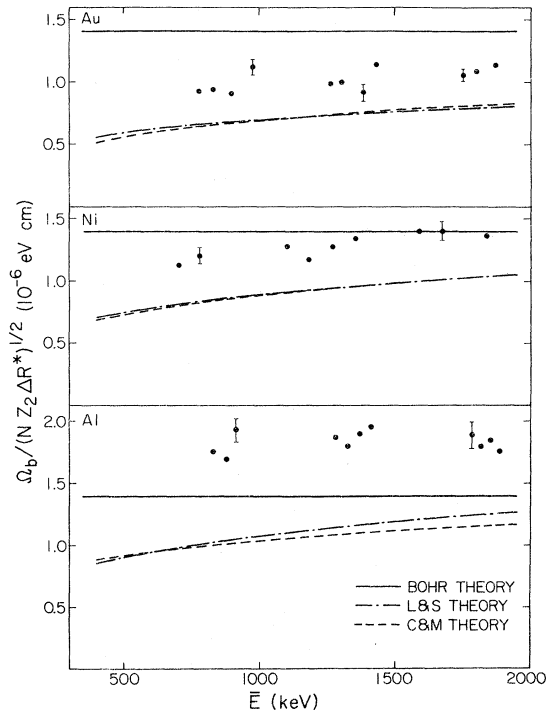 Au
1.5
1.0
0.5
Ni
1.5
1.0
0.5
Al
2.0
1.5
1.0
0.5
Ω_b/(N Z_2 ΔR*)^1/2 (10^-6 eV cm)
BOHR THEORY
L&S THEORY
C&M THEORY
500 1000 1500 2000
E̅ (keV)